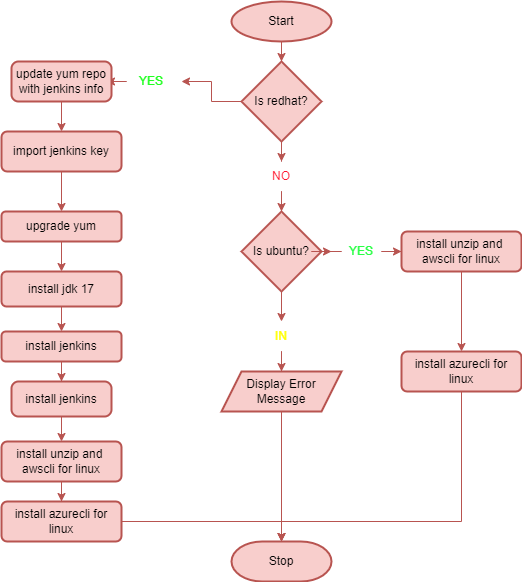 Start
update yum repo
with jenkins info
YES
Is redhat?
import jenkins key
NO
upgrade yum
Is ubuntu?
YES
install unzip and
awscli for linux
install jdk 17
install jenkins
IN
install azurecli for
linux
Display Error
Message
install jenkins
install unzip and
awscli for linux
install azurecli for
linux
Stop